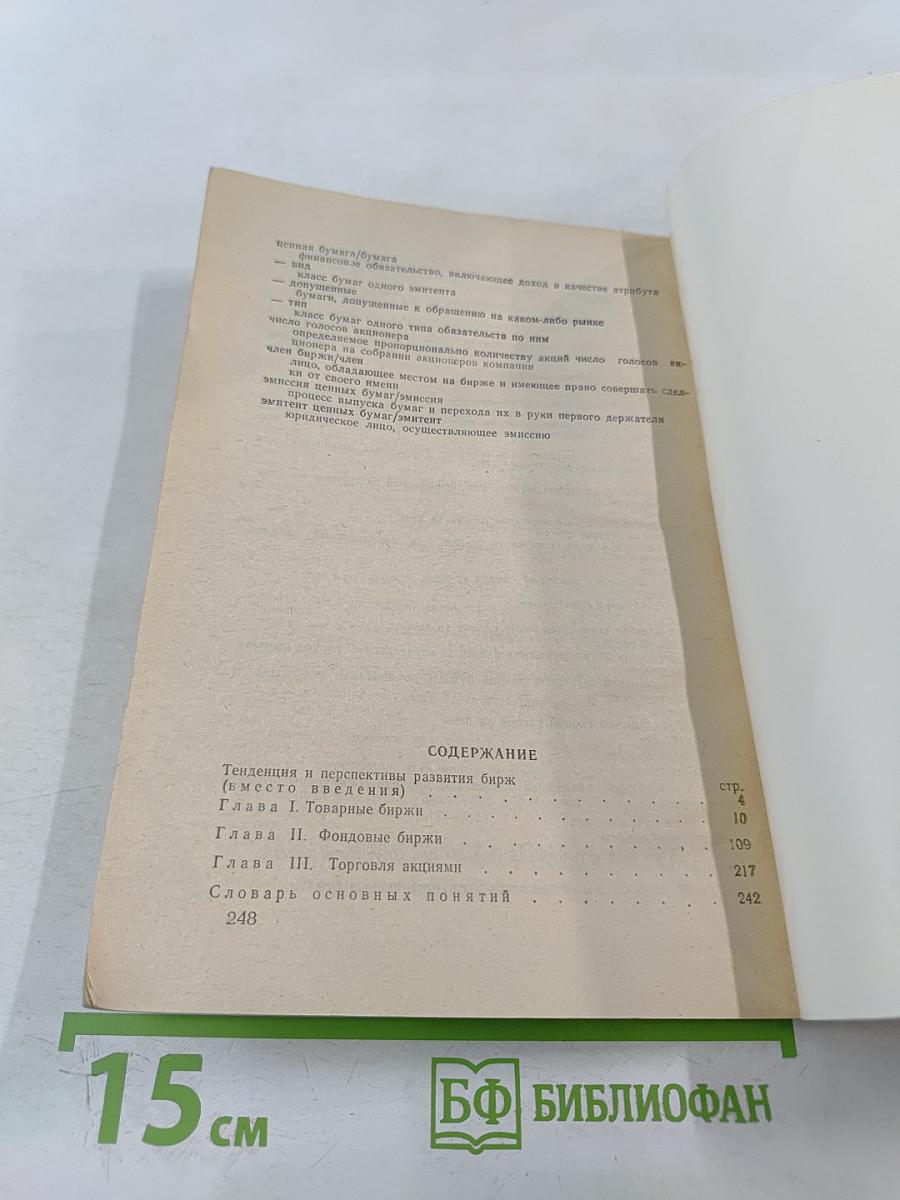 ценная бумага/бумага
финансовое обязательство, включающее доход в качестве атрибута
— вид
класс бумаг одного эмитента
— допущенные
бумаги, допущенные к обращению на каком-либо рынке
— тип
класс бумаг одного типа обязательств по ним
число голосов акционера
определяемое пропорционально количеству акций число голосов ак-
ционера на собрании акционеров компании
член биржи/член
лицо, обладающее местом на бирже и имеющее право совершать сдел-
ки от своего имени
эмиссия ценных бумаг/эмиссия
процесс выпуска бумаг и перехода их в руки первого держателя
эмитент ценных бумаг/эмитент
юридическое лицо, осуществляющее эмиссию
СОДЕРЖАНИЕ
Тенденция и перспективы развития бирж
стр.
(вместо введения) . . . . . . . . . . 4
Глава I. Товарные биржи . . . . . . . . . 10
Глава II. Фондовые биржи . . . . . . . . . 109
Глава III. Торговля акциями . . . . . . . . 217
Словарь основных понятий . . . . . . . 242
248
15 см
БФ БИБЛИОФАН